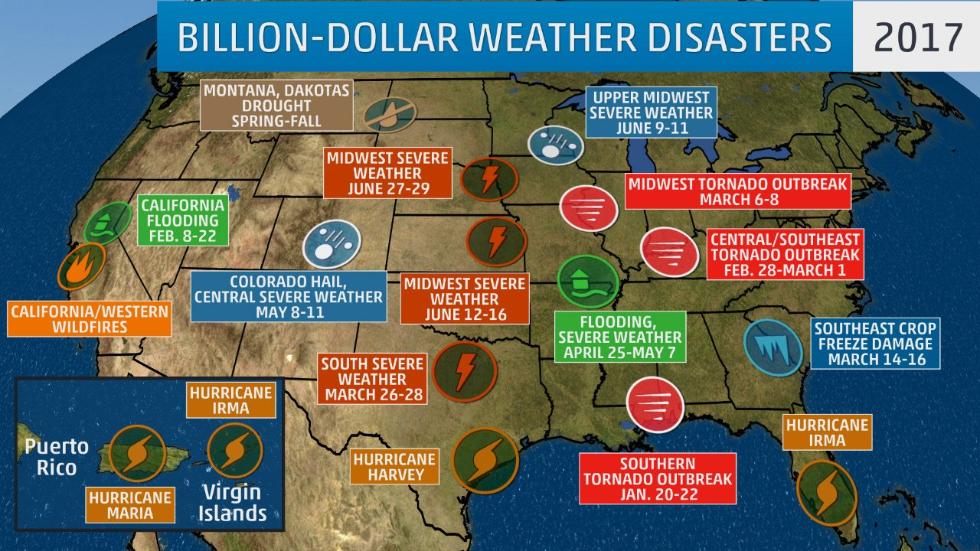 BILLION-DOLLAR WEATHER DISASTERS
2017
MONTANA, DAKOTAS
DROUGHT
SPRING-FALL
UPPER MIDWEST
SEVERE WEATHER
JUNE 9-11
MIDWEST SEVERE
WEATHER
JUNE 27-29
MIDWEST TORNADO OUTBREAK
MARCH 6-8
CALIFORNIA
FLOODING
FEB. 8-22
CENTRAL/SOUTHEAST
TORNADO OUTBREAK
FEB. 28-MARCH 1
COLORADO HAIL,
CENTRAL SEVERE WEATHER
MAY 8-11
MIDWEST SEVERE
WEATHER
JUNE 12-16
CALIFORNIA/WESTERN
WILDFIRES
FLOODING,
SEVERE WEATHER
APRIL 25-MAY 7
SOUTHEAST CROP
FREEZE DAMAGE
MARCH 14-16
SOUTH SEVERE
WEATHER
MARCH 26-28
HURRICANE
IRMA
Puerto
Rico
HURRICANE
MARIA
Virgin
Islands
HURRICANE
HARVEY
SOUTHERN
TORNADO OUTBREAK
JAN. 20-22
HURRICANE
IRMA